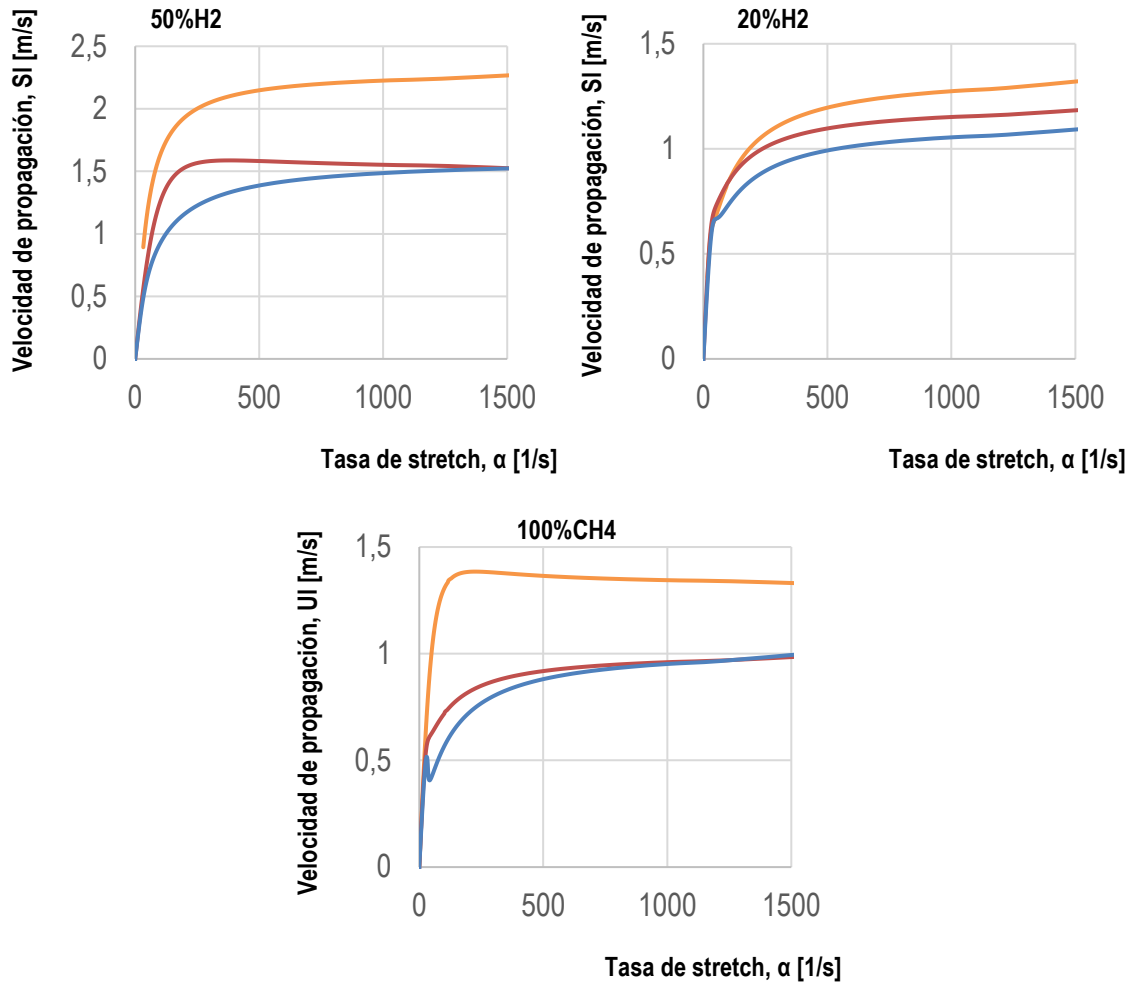 50%H2
Velocidad de propagación, Sl [m/s]
2,5
2
1,5
1
0,5
0
0 500 1000 1500
Tasa de stretch, α [1/s]
20%H2
Velocidad de propagación, Sl [m/s]
1,5
1
0,5
0
0 500 1000 1500
Tasa de stretch, α [1/s]
100%CH4
Velocidad de propagación, Ul [m/s]
1,5
1
0,5
0
0 500 1000 1500
Tasa de stretch, α [1/s]